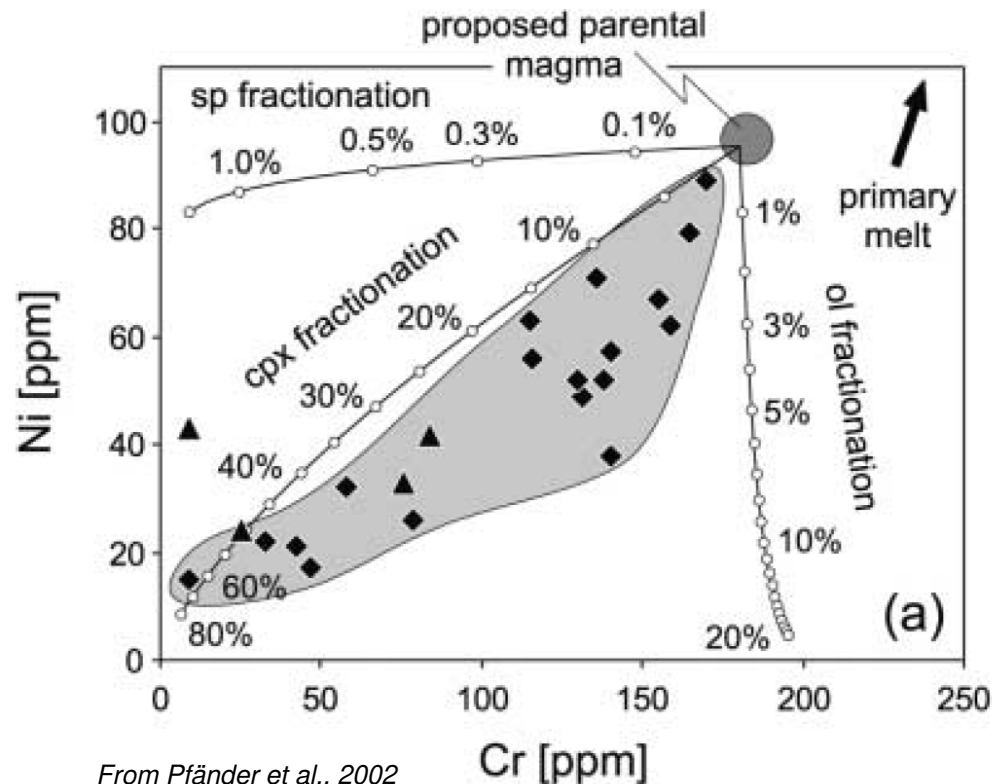 proposed parental
magma
sp fractionation
100
1.0%
0.5%
0.3%
0.1%
primary
melt
80
10%
1%
cpx fractionation
ol fractionation
60
20%
3%
Ni [ppm]
30%
5%
40
40%
10%
20
60%
(a)
80%
20%
0
0
50
100
150
200
250
Cr [ppm]
From Pfänder et al., 2002